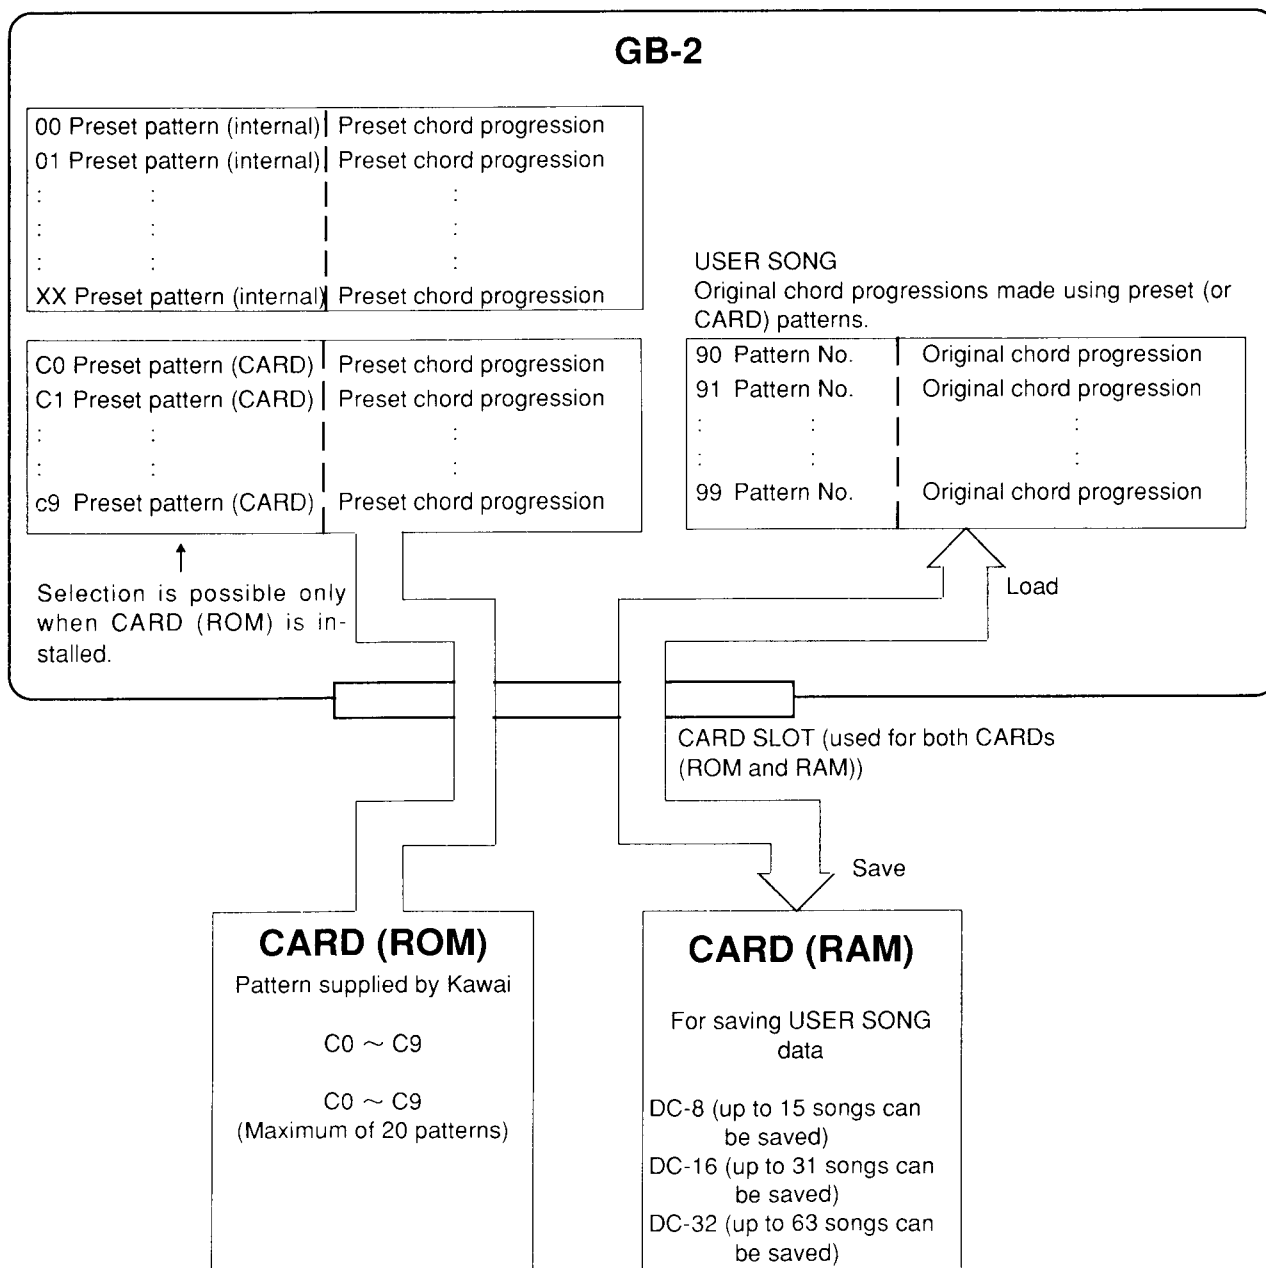 GB-2
00 Preset pattern (internal) Preset chord progression
01 Preset pattern (internal) Preset chord progression
: : :
: : :
: : :
XX Preset pattern (internal) Preset chord progression
C0 Preset pattern (CARD) Preset chord progression
C1 Preset pattern (CARD) Preset chord progression
: : :
: : :
c9 Preset pattern (CARD) Preset chord progression
Selection is possible only
when CARD (ROM) is in-
stalled.
USER SONG
Original chord progressions made using preset (or
CARD) patterns.
90 Pattern No. Original chord progression
91 Pattern No. Original chord progression
: : :
: : :
99 Pattern No. Original chord progression
Load
CARD SLOT (used for both CARDs
(ROM and RAM))
Save
CARD (ROM)
Pattern supplied by Kawai
C0 ~ C9
C0 ~ C9
(Maximum of 20 patterns)
CARD (RAM)
For saving USER SONG
data
DC-8 (up to 15 songs can
be saved)
DC-16 (up to 31 songs can
be saved)
DC-32 (up to 63 songs can
be saved)